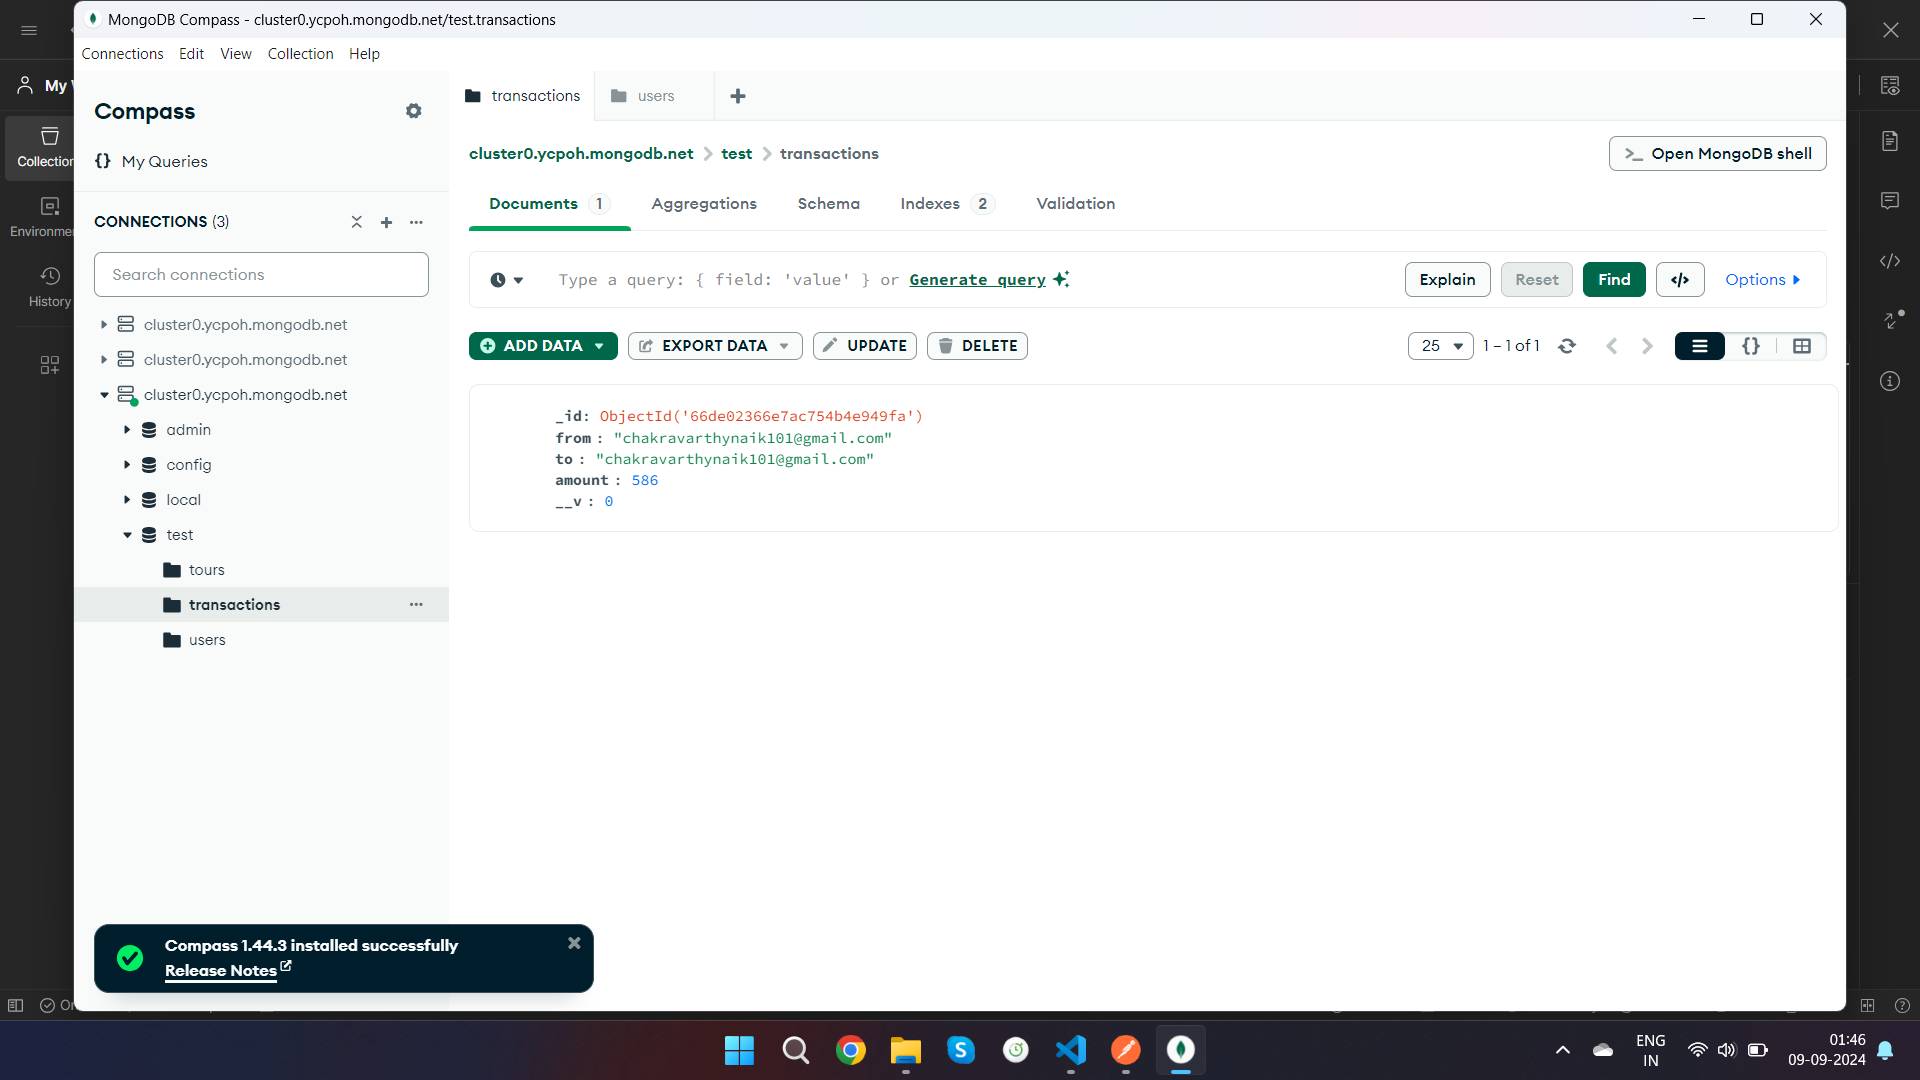 MongoDB Compass - cluster0.ycpoh.mongodb.net/test.transactions
Connections Edit View Collection Help
My
Collection
Environmen
History
Compass
{} My Queries
CONNECTIONS (3)
Search connections
cluster0.ycpoh.mongodb.net
cluster0.ycpoh.mongodb.net
cluster0.ycpoh.mongodb.net
admin
config
local
test
tours
transactions
users
transactions users
cluster0.ycpoh.mongodb.net > test > transactions
>_ Open MongoDB shell
Documents 1 Aggregations Schema Indexes 2 Validation
Type a query: { field: 'value' } or Generate query
Explain Reset Find </> Options
ADD DATA EXPORT DATA UPDATE DELETE
25 1 – 1 of 1 {}
_id: ObjectId('66de02366e7ac754b4e949fa')
from : "chakravarthynaik101@gmail.com"
to : "chakravarthynaik101@gmail.com"
amount : 586
__v : 0
Compass 1.44.3 installed successfully
Release Notes
ENG
IN
01:46
09-09-2024